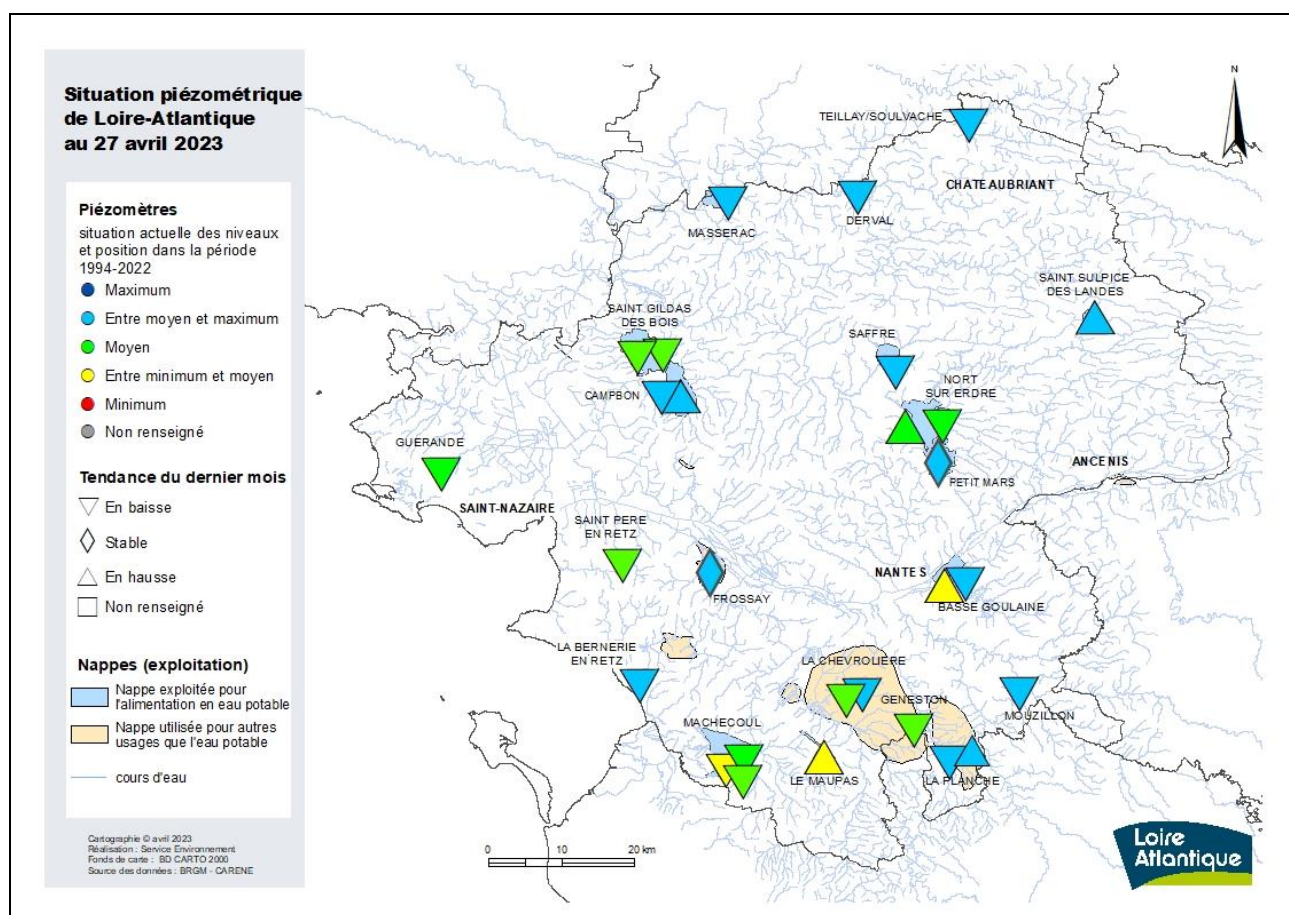 Situation piézométrique
de Loire-Atlantique
au 27 avril 2023
Piézomètres
situation actuelle des niveaux
et position dans la période
1994-2022
Maximum
Entre moyen et maximum
Moyen
Entre minimum et moyen
Minimum
Non renseigné
Tendance du dernier mois
En baisse
Stable
En hausse
Non renseigné
Nappes (exploitation)
Nappe exploitée pour
l'alimentation en eau potable
Nappe utilisée pour autres
usages que l'eau potable
cours d'eau
Cartographie © avril 2023
Réalisation : Service Environnement
Fonds de carte : BD CARTO 2000
Source des données : BRGM - CARENE
N
TEILLAY/SOULVACHE
CHATEAUBRIANT
MASSERAC
DERVAL
SAINT SULPICE
DES LANDES
SAINT GILDAS
DES BOIS
SAFFRE
CAMPBON
NORT
SUR ERDRE
GUERANDE
ANCENIS
PETIT MARS
SAINT-NAZAIRE
SAINT PERE
EN RETZ
NANTES
FROSSAY
BASSE GOULAINE
LA BERNERIE
EN RETZ
LA CHEVROLIERE
GENESTON
MOUZILLON
MACHECOUL
LE MAUPAS
LA PLANCHE
0 10 20 km
Loire
Atlantique